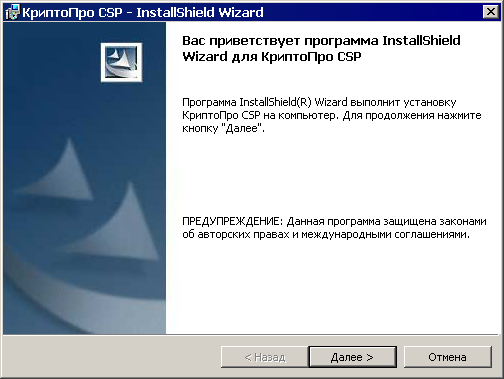 КриптоПро CSP - InstallShield Wizard
Вас приветствует программа InstallShield
Wizard для КриптоПро CSP
Программа InstallShield(R) Wizard выполнит установку
КриптоПро CSP на компьютер. Для продолжения нажмите
кнопку "Далее".
ПРЕДУПРЕЖДЕНИЕ: Данная программа защищена законами
об авторских правах и международными соглашениями.
< Назад
Далее >
Отмена